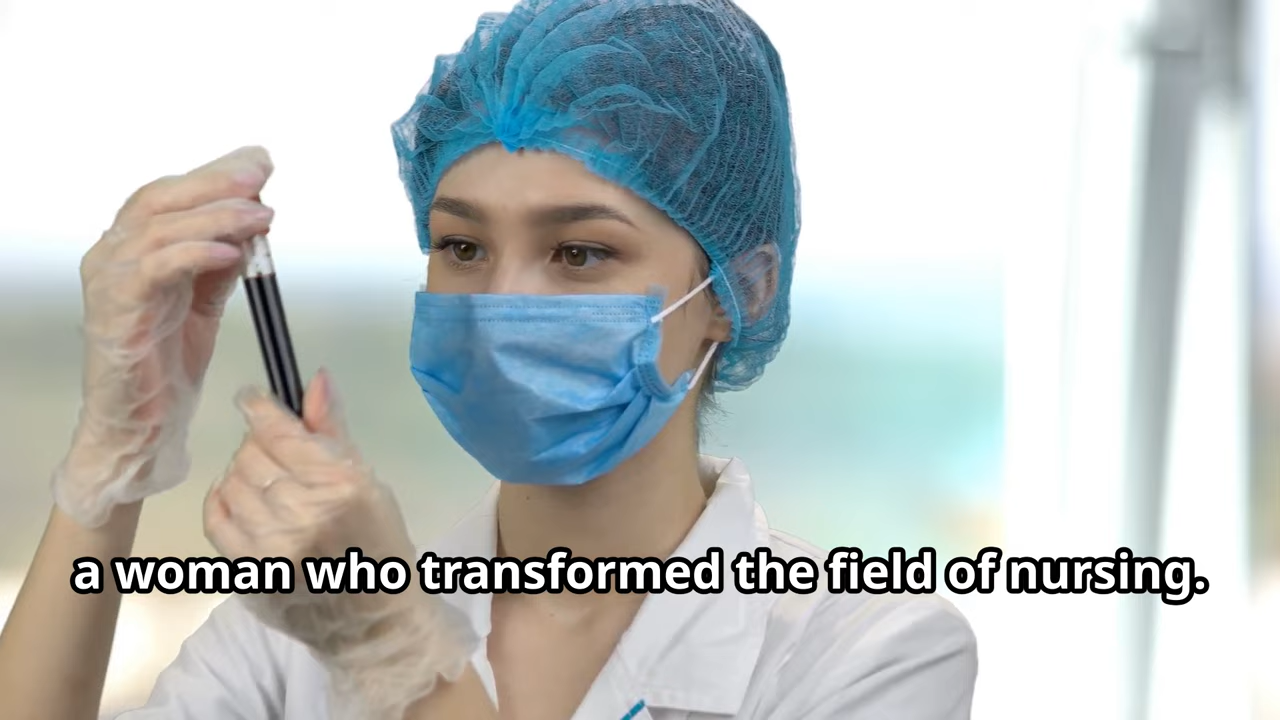 a woman who transformed the field of nursing.